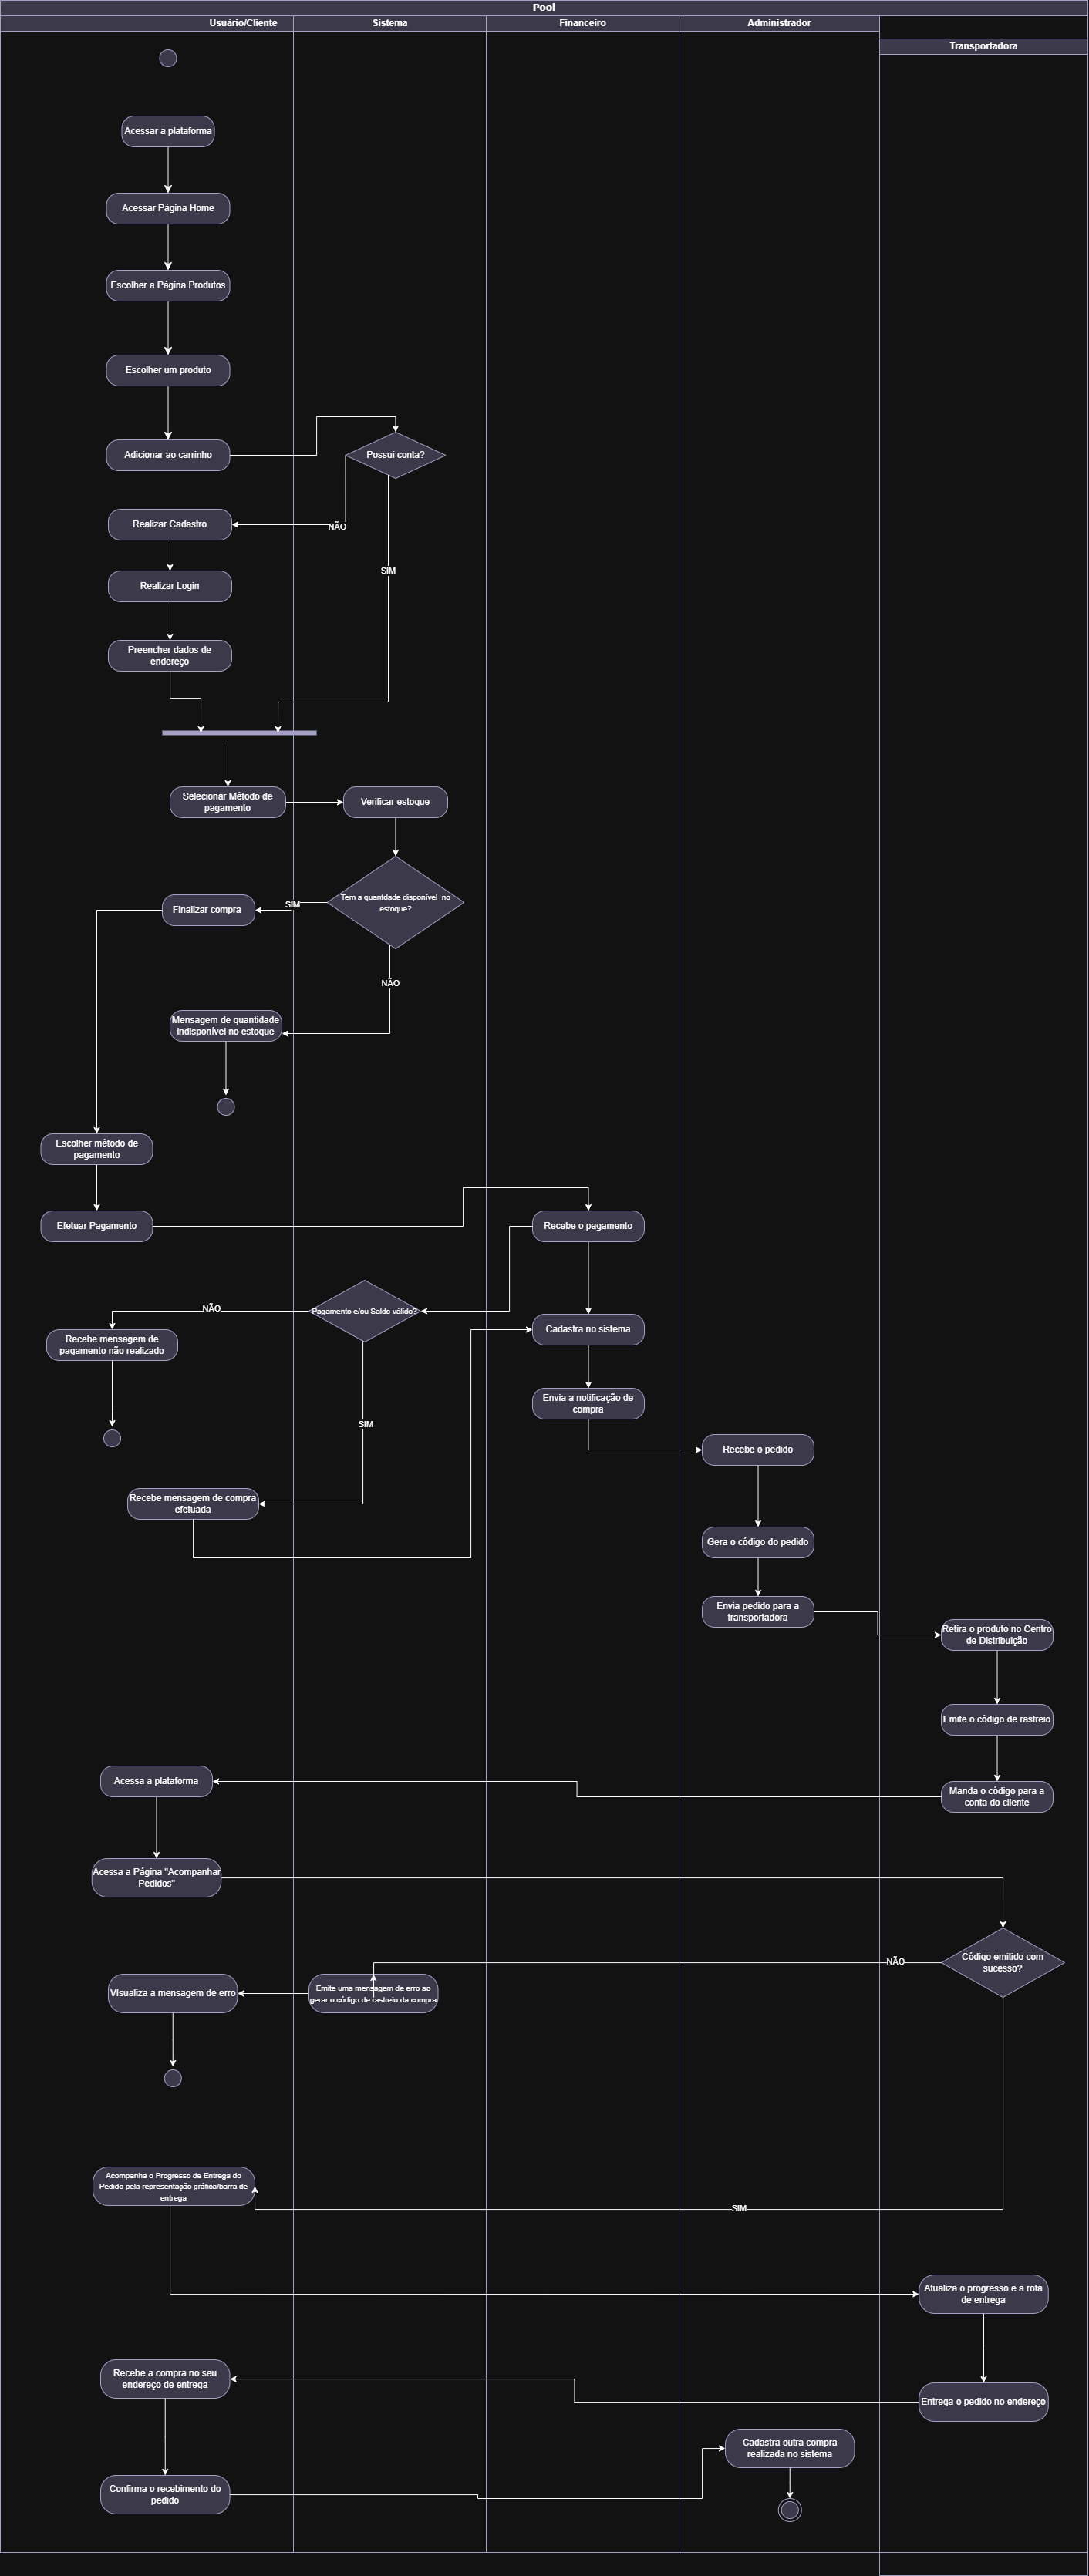 Pool
Usuário/Cliente
Sistema
Financeiro
Administrador
Transportadora
Acessar a plataforma
Acessar Página Home
Escolher a Página Produtos
Escolher um produto
Adicionar ao carrinho
Possui conta?
Realizar Cadastro
NÃO
SIM
Realizar Login
Preencher dados de
endereço
Selecionar Método de
pagamento
Verificar estoque
Tem a quantdade disponível no
estoque?
SIM
Finalizar compra
NÃO
Mensagem de quantidade
indisponível no estoque
Escolher método de
pagamento
Efetuar Pagamento
Recebe o pagamento
NÃO
Pagamento e/ou Saldo válido?
Cadastra no sistema
Recebe mensagem de
pagamento não realizado
Envia a notificação de
compra
SIM
Recebe o pedido
Recebe mensagem de compra
efetuada
Gera o código do pedido
Envia pedido para a
transportadora
Retira o produto no Centro
de Distribuição
Emite o código de rastreio
Acessa a plataforma
Manda o código para a
conta do cliente
Acessa a Página "Acompanhar
Pedidos"
NÃO
Código emitido com
sucesso?
VIsualiza a mensagem de erro
Emite uma mensagem de erro ao
gerar o código de rastreio da compra
Acompanha o Progresso de Entrega do
Pedido pela representação gráfica/barra de
entrega
SIM
Atualiza o progresso e a rota
de entrega
Recebe a compra no seu
endereço de entrega
Entrega o pedido no endereço
Cadastra outra compra
realizada no sistema
Confirma o recebimento do
pedido